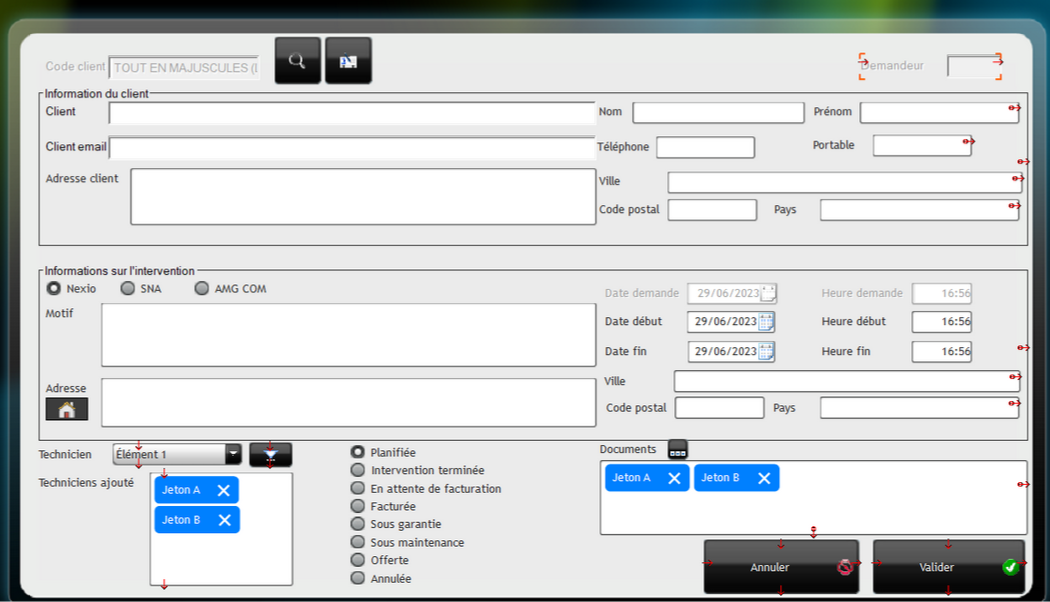 Code client TOUT EN MAJUSCULES (L Demandeur
Information du client
Client Nom Prénom
Client email Téléphone Portable
Adresse client Ville
Code postal Pays
Informations sur l'intervention
Nexio SNA AMG COM
Date demande 29/06/2023 Heure demande 16:56
Motif
Date début 29/06/2023 Heure début 16:56
Date fin 29/06/2023 Heure fin 16:56
Adresse Ville
Code postal Pays
Technicien Élément 1 Planifiée Documents
Intervention terminée
Techniciens ajouté Jeton A En attente de facturation Jeton A Jeton B
Facturée
Jeton B Sous garantie
Sous maintenance
Offerte Annuler Valider
Annulée